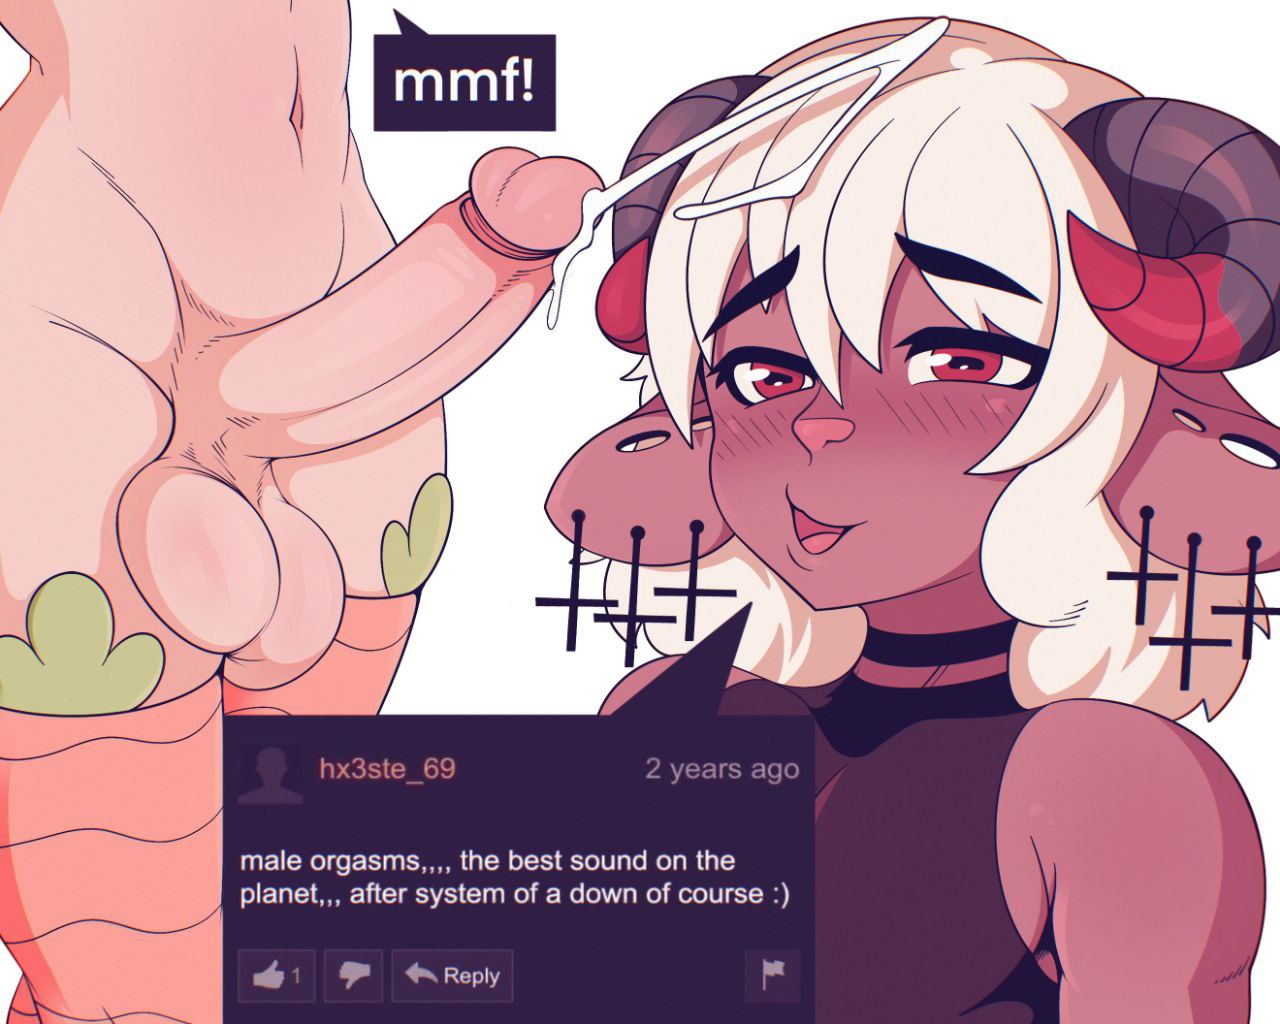 mmf!
hx3ste_69
2 years ago
male orgasms,,,, the best sound on the
planet,,, after system of a down of course :)
1
Reply